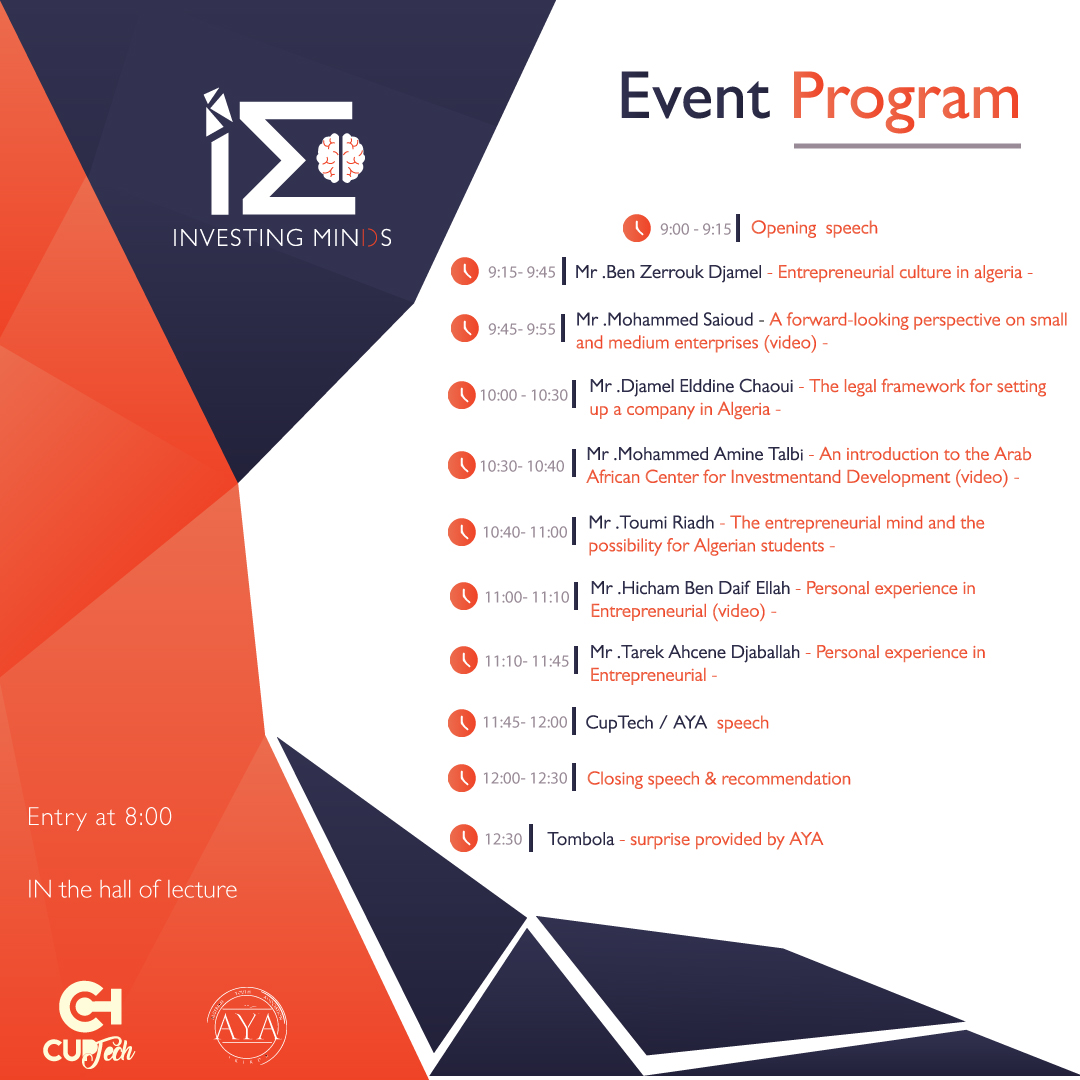 Event Program
INVESTING MINDS
9:00 - 9:15 Opening speech
9:15- 9:45 Mr .Ben Zerrouk Djamel - Entrepreneurial culture in algeria -
9:45- 9:55 Mr .Mohammed Saioud - A forward-looking perspective on small
and medium enterprises (video) -
10:00 - 10:30 Mr .Djamel Elddine Chaoui - The legal framework for setting
up a company in Algeria -
10:30- 10:40 Mr .Mohammed Amine Talbi - An introduction to the Arab
African Center for Investmentand Development (video) -
10:40- 11:00 Mr .Toumi Riadh - The entrepreneurial mind and the
possibility for Algerian students -
11:00- 11:10 Mr .Hicham Ben Daif Ellah - Personal experience in
Entrepreneurial (video) -
11:10- 11:45 Mr .Tarek Ahcene Djaballah - Personal experience in
Entrepreneurial -
11:45- 12:00 CupTech / AYA speech
12:00- 12:30 Closing speech & recommendation
12:30 Tombola - surprise provided by AYA
Entry at 8:00
IN the hall of lecture
CUPTech
AYA